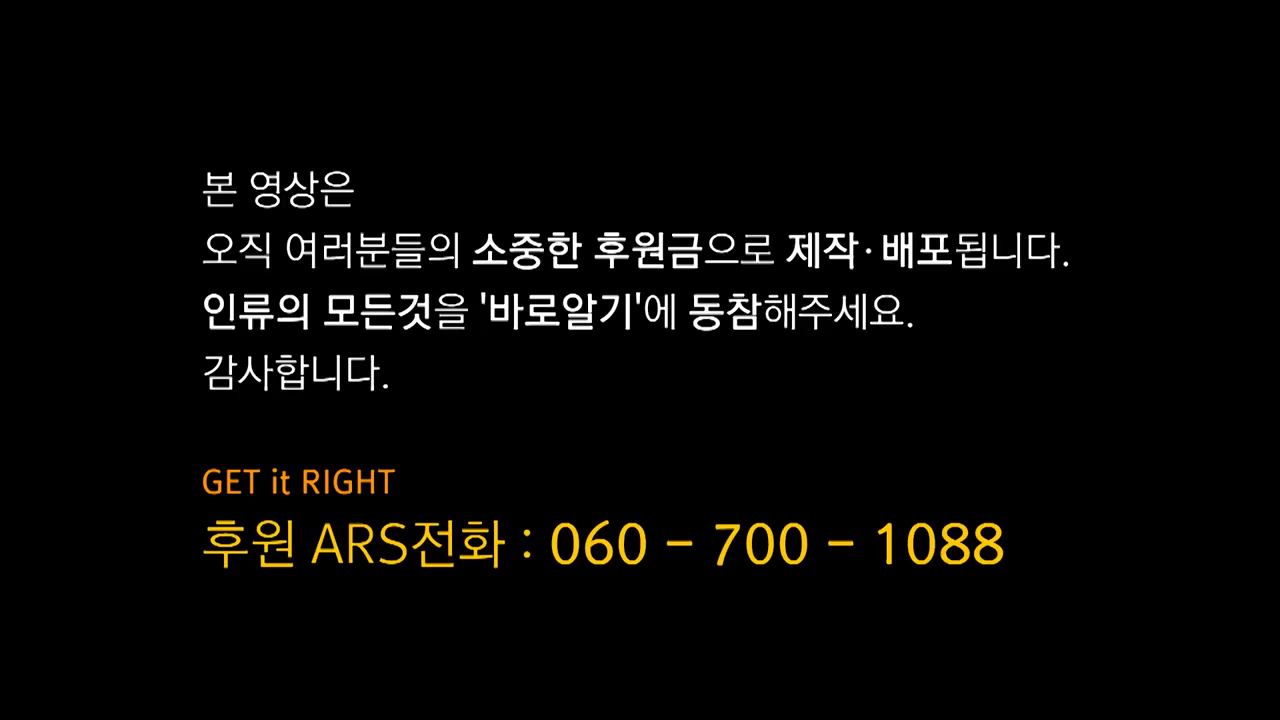 본 영상은
오직 여러분들의 소중한 후원금으로 제작·배포됩니다.
인류의 모든것을 '바로알기'에 동참해주세요.
감사합니다.
GET it RIGHT
후원 ARS전화 : 060 - 700 - 1088